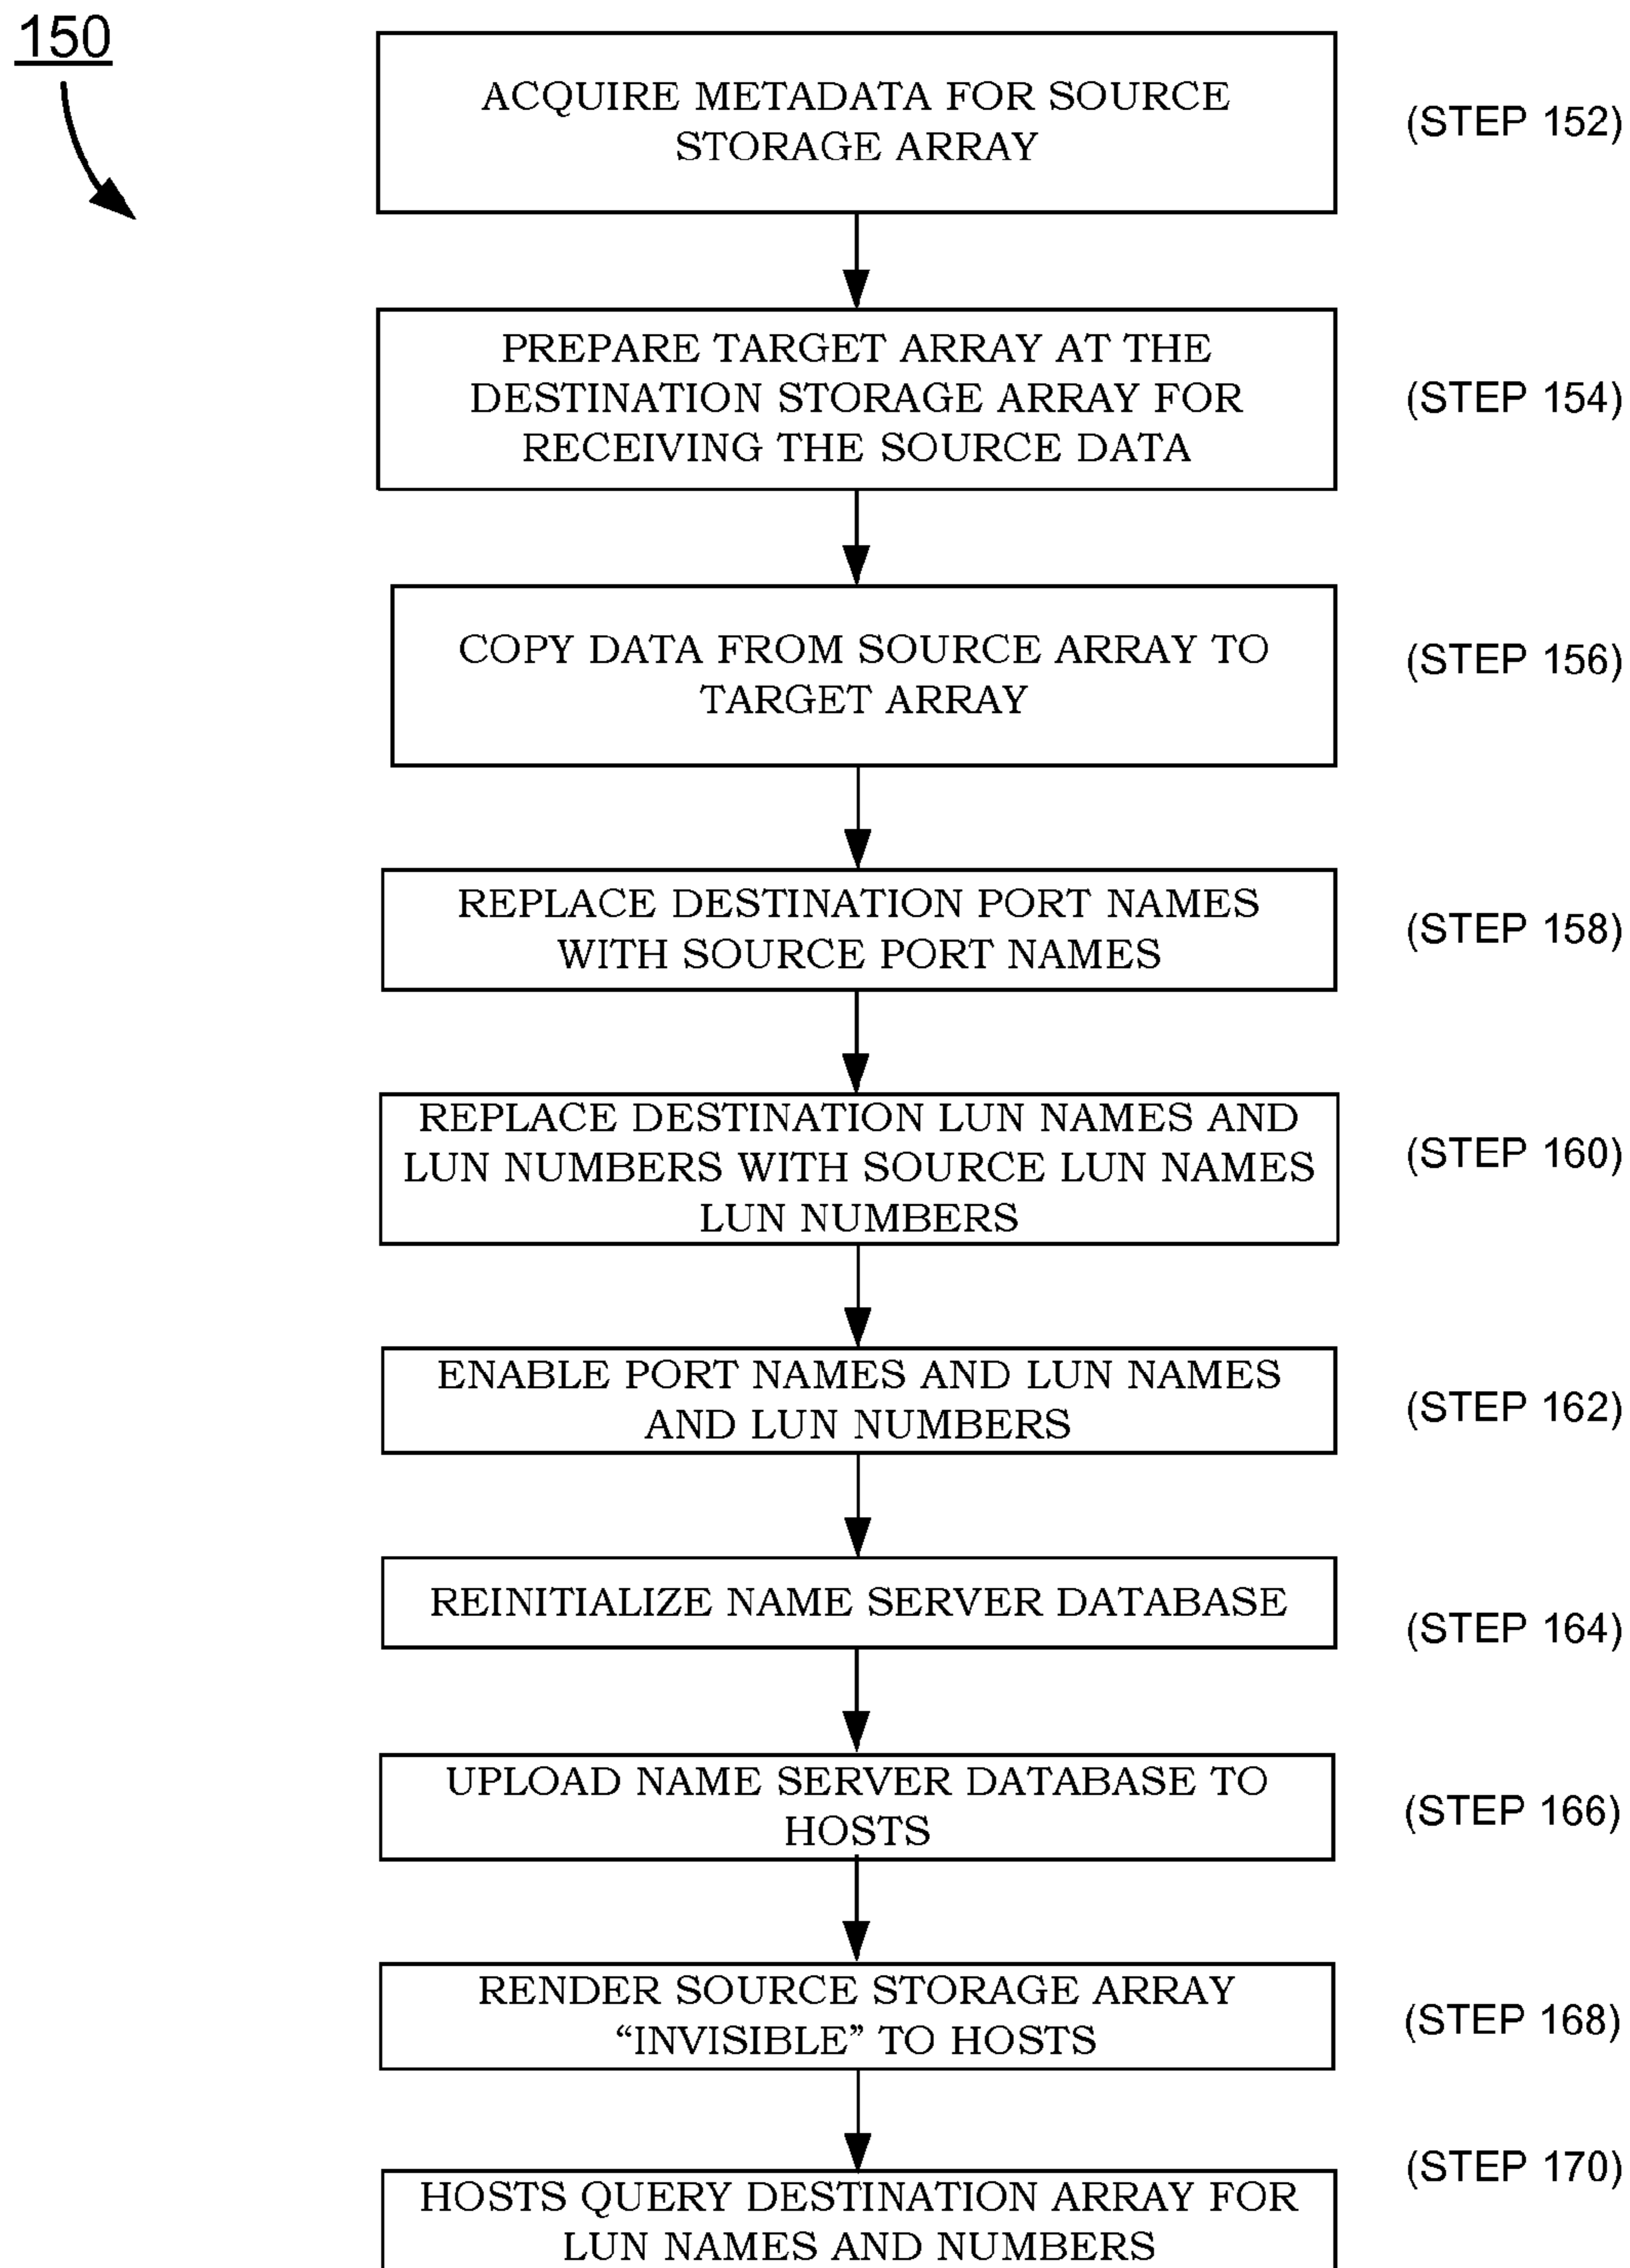 150
ACQUIRE METADATA FOR SOURCE
STORAGE ARRAY
(STEP 152)
PREPARE TARGET ARRAY AT THE
DESTINATION STORAGE ARRAY FOR
RECEIVING THE SOURCE DATA
(STEP 154)
COPY DATA FROM SOURCE ARRAY TO
TARGET ARRAY
(STEP 156)
REPLACE DESTINATION PORT NAMES
WITH SOURCE PORT NAMES
(STEP 158)
REPLACE DESTINATION LUN NAMES AND
LUN NUMBERS WITH SOURCE LUN NAMES
LUN NUMBERS
(STEP 160)
ENABLE PORT NAMES AND LUN NAMES
AND LUN NUMBERS
(STEP 162)
REINITIALIZE NAME SERVER DATABASE
(STEP 164)
UPLOAD NAME SERVER DATABASE TO
HOSTS
(STEP 166)
RENDER SOURCE STORAGE ARRAY
“INVISIBLE” TO HOSTS
(STEP 168)
HOSTS QUERY DESTINATION ARRAY FOR
LUN NAMES AND NUMBERS
(STEP 170)